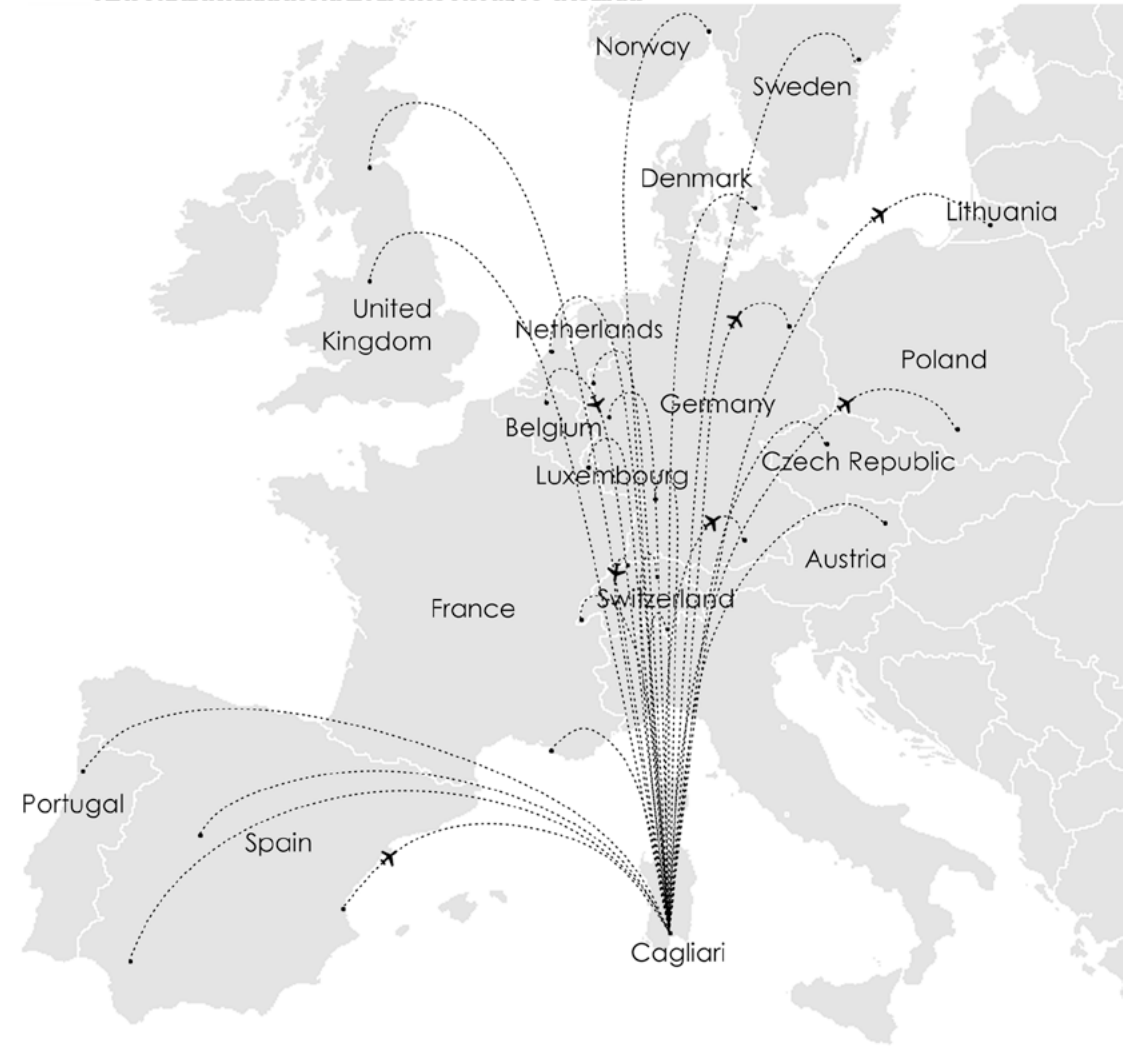 Norway
Sweden
Denmark
Lithuania
United
Kingdom
Netherlands
Poland
Germany
Belgium
Czech Republic
Luxembourg
Austria
Switzerland
France
Portugal
Spain
Cagliari